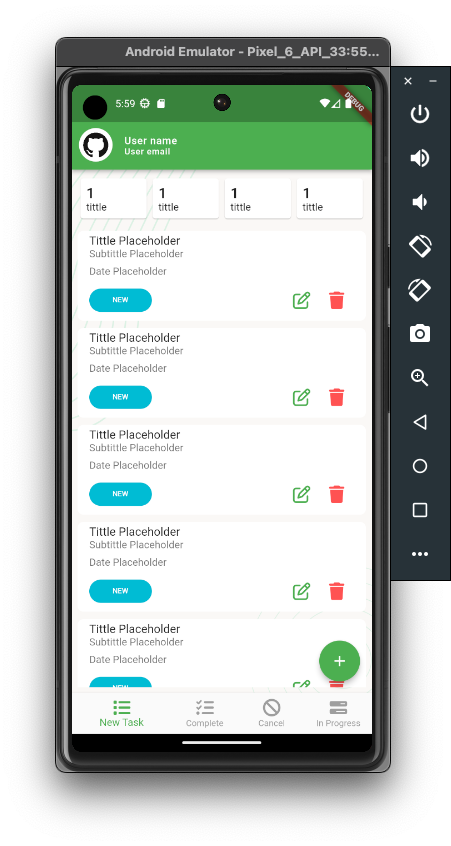 Android Emulator - Pixel_6_API_33:55...
5:59
DEBUG
User name
User email
1 1 1 1
tittle tittle tittle tittle
Tittle Placeholder
Subtittle Placeholder
Date Placeholder
NEW
Tittle Placeholder
Subtittle Placeholder
Date Placeholder
NEW
Tittle Placeholder
Subtittle Placeholder
Date Placeholder
NEW
Tittle Placeholder
Subtittle Placeholder
Date Placeholder
NEW
Tittle Placeholder
Subtittle Placeholder
Date Placeholder
NEW
New Task Complete Cancel In Progress